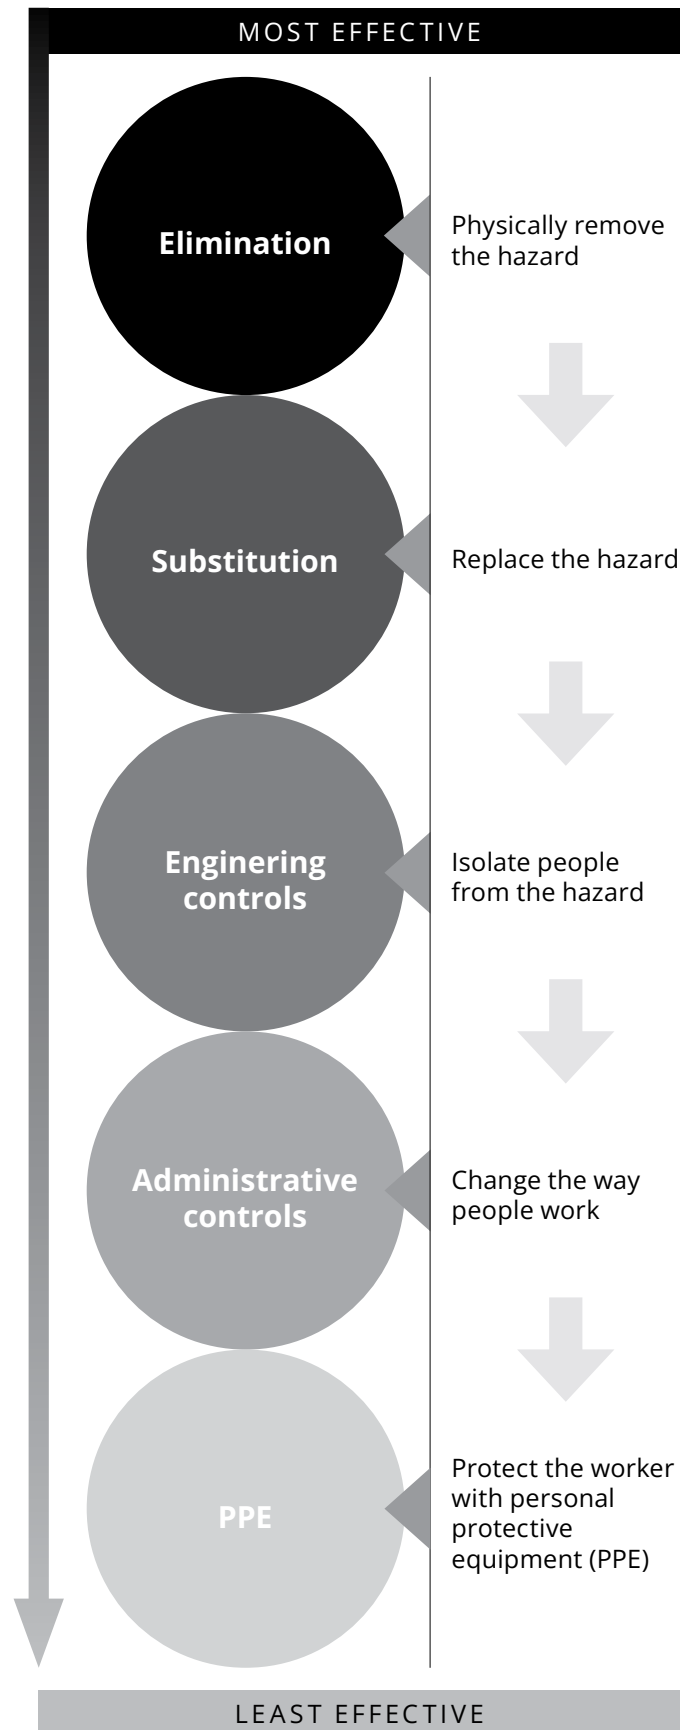 MOST EFFECTIVE
Elimination
Physically remove
the hazard
Substitution
Replace the hazard
Enginering
controls
Isolate people
from the hazard
Administrative
controls
Change the way
people work
PPE
Protect the worker
with personal
protective
equipment (PPE)
LEAST EFFECTIVE